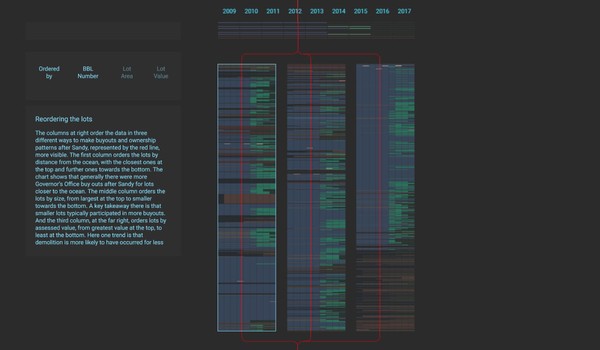 2009 2010 2011 2012 2013 2014 2015 2016 2017
Ordered by
BBL Number
Lot Area
Lot Value
Reordering the lots
The columns at right order the data in three
different ways to make buyouts and ownership
patterns after Sandy, represented by the red line,
more visible. The first column orders the lots by
distance from the ocean, with the closest ones at
the top and further ones towards the bottom. The
chart shows that generally there were more
Governor's Office buy outs after Sandy for lots
closer to the ocean. The middle column orders the
lots by size, from largest at the top to smaller
towards the bottom. A key takeaway there is that
smaller lots typically participated in more buyouts.
And the third column, at the far right, orders lots by
assessed value, from greatest value at the top, to
least at the bottom. Here one trend is that
demolition is more likely to have occurred for less